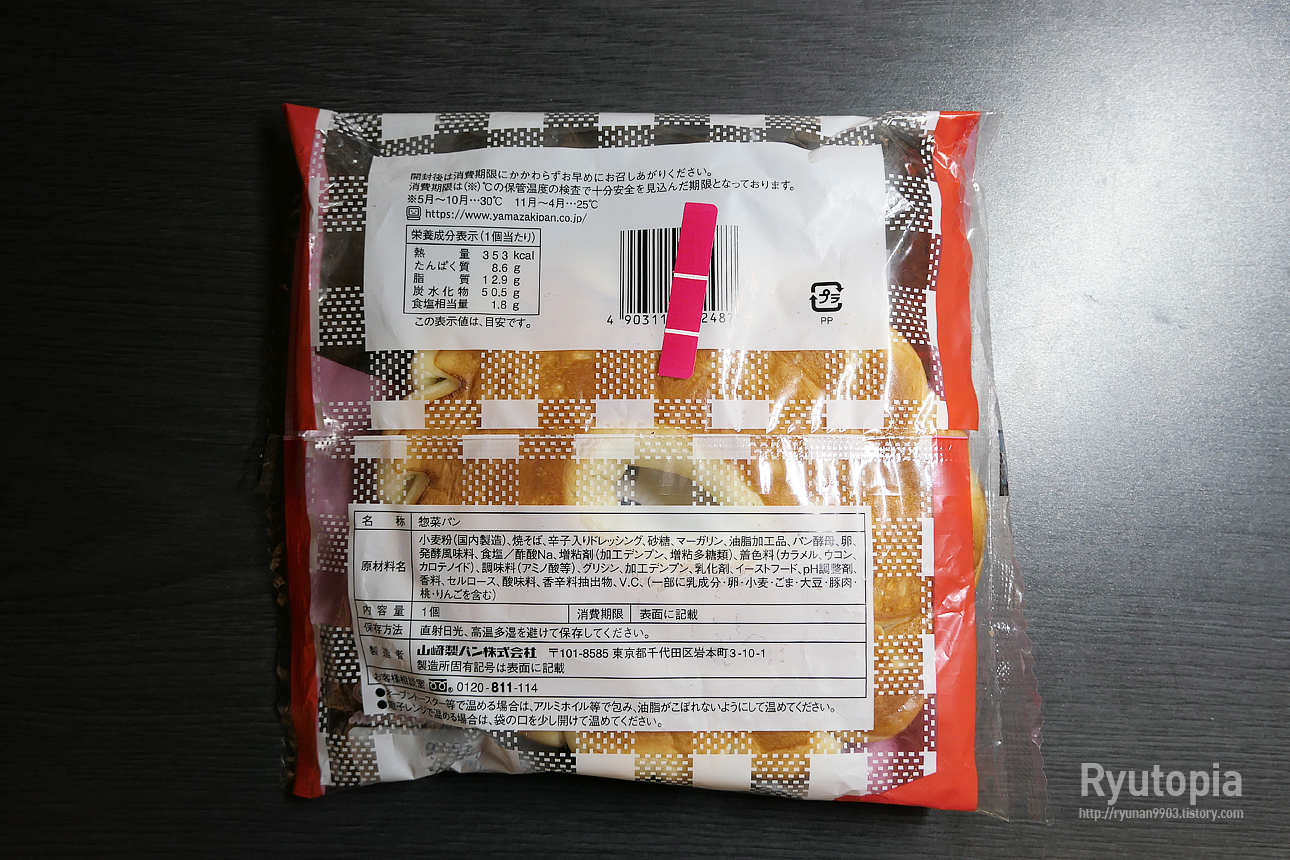 開封後は消費期限にかかわらずお早めにお召しあがりください。
消費期限は(※)℃の保管温度の検査で十分安全を見込んだ期限となっております。
※5月～10月…30℃ 11月～4月…25℃
https://www.yamazakipan.co.jp/
栄養成分表示(1個当たり)
熱量 353 kcal
たんぱく質 8.6 g
脂質 12.9 g
炭水化物 50.5 g
食塩相当量 1.8 g
この表示値は、目安です。
4 90311 248
プラ
PP
名称 惣菜パン
原材料名 小麦粉(国内製造)、焼そば、辛子入りドレッシング、砂糖、マーガリン、油脂加工品、パン酵母、卵、
発酵風味料、食塩／酢酸Na、増粘剤(加工デンプン、増粘多糖類)、着色料(カラメル、ウコン、
カロテノイド)、調味料(アミノ酸等)、グリシン、加工デンプン、乳化剤、イーストフード、pH調整剤、
香料、セルロース、酸味料、香辛料抽出物、V.C、(一部に乳成分・卵・小麦・ごま・大豆・豚肉・
桃・りんごを含む)
内容量 1個 消費期限 表面に記載
保存方法 直射日光、高温多湿を避けて保存してください。
製造者 山崎製パン株式会社 〒101-8585 東京都千代田区岩本町3-10-1
製造所固有記号は表面に記載
お客様相談室 0120-811-114
●オーブントースター等で温める場合は、アルミホイル等で包み、油脂がこぼれないようにして温めてください。
●電子レンジで温める場合は、袋の口を少し開けて温めてください。
Ryutopia
http://ryunan9903.tistory.com